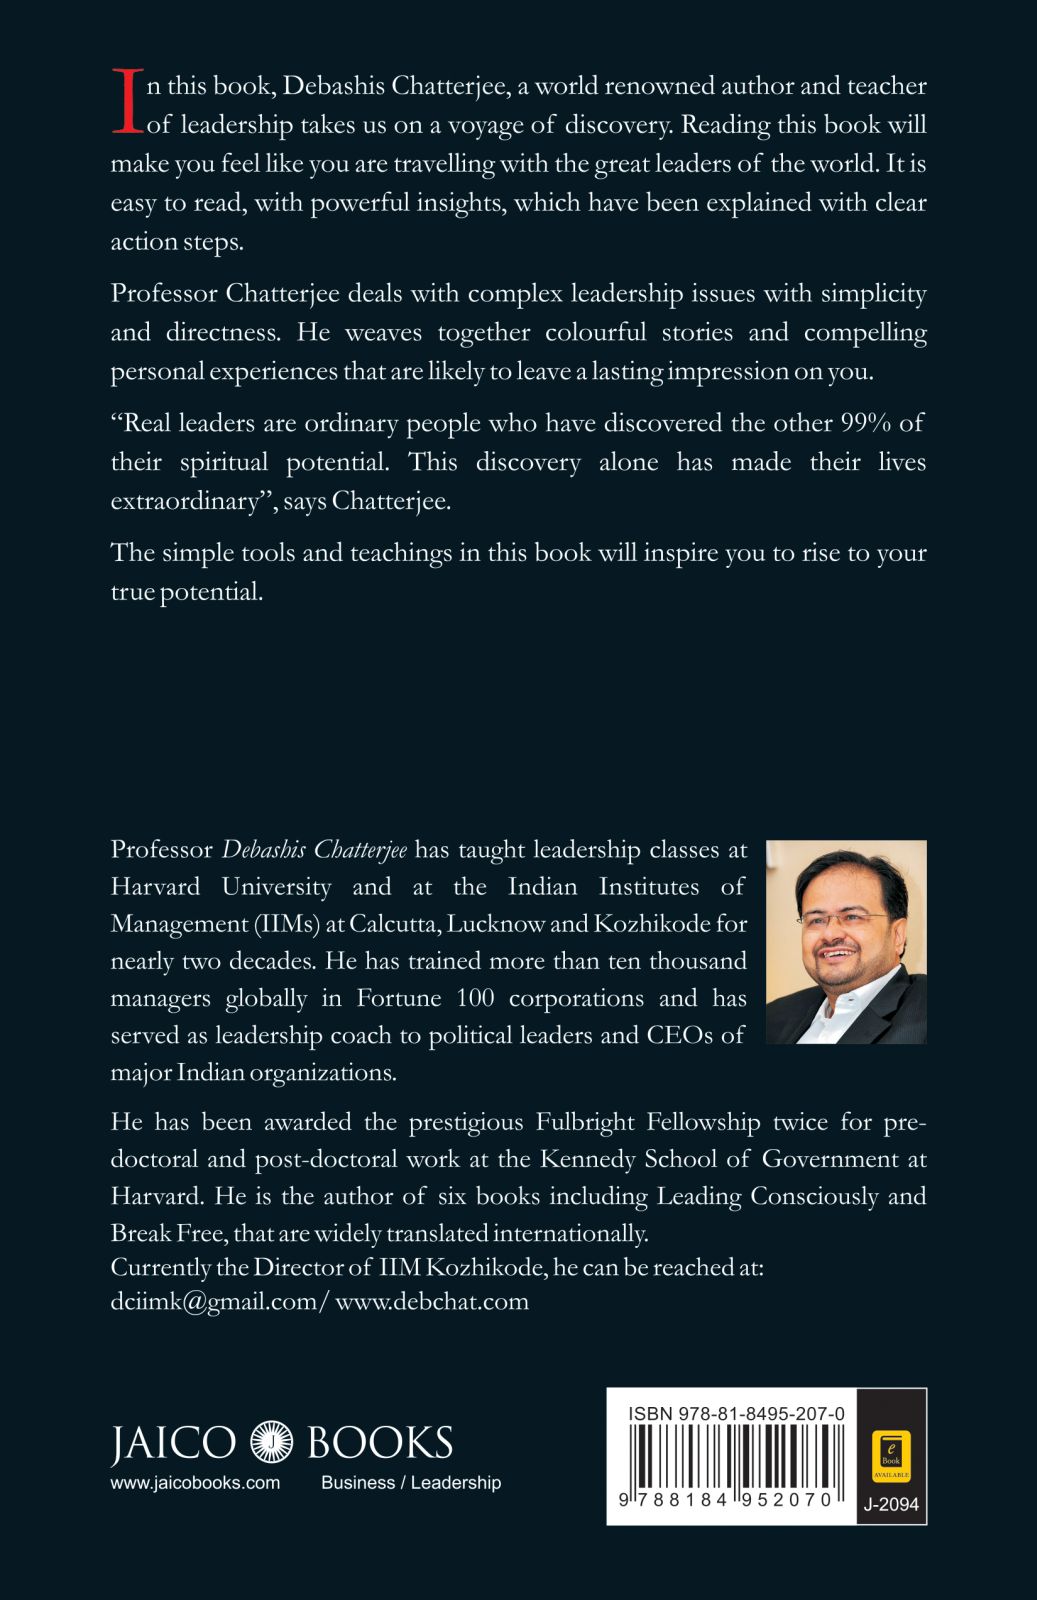 In this book, Debashis Chatterjee, a world renowned author and teacher
of leadership takes us on a voyage of discovery. Reading this book will
make you feel like you are travelling with the great leaders of the world. It is
easy to read, with powerful insights, which have been explained with clear
action steps.
Professor Chatterjee deals with complex leadership issues with simplicity
and directness. He weaves together colourful stories and compelling
personal experiences that are likely to leave a lasting impression on you.
“Real leaders are ordinary people who have discovered the other 99% of
their spiritual potential. This discovery alone has made their lives
extraordinary”, says Chatterjee.
The simple tools and teachings in this book will inspire you to rise to your
true potential.
Professor Debashis Chatterjee has taught leadership classes at
Harvard University and at the Indian Institutes of
Management (IIMs) at Calcutta, Lucknow and Kozhikode for
nearly two decades. He has trained more than ten thousand
managers globally in Fortune 100 corporations and has
served as leadership coach to political leaders and CEOs of
major Indian organizations.
He has been awarded the prestigious Fulbright Fellowship twice for pre-
doctoral and post-doctoral work at the Kennedy School of Government at
Harvard. He is the author of six books including Leading Consciously and
Break Free, that are widely translated internationally.
Currently the Director of IIM Kozhikode, he can be reached at:
dciimk@gmail.com/ www.debchat.com
JAICO J BOOKS
www.jaicobooks.com Business / Leadership
ISBN 978-81-8495-207-0
9 788184 952070
e
Book
AVAILABLE
J-2094